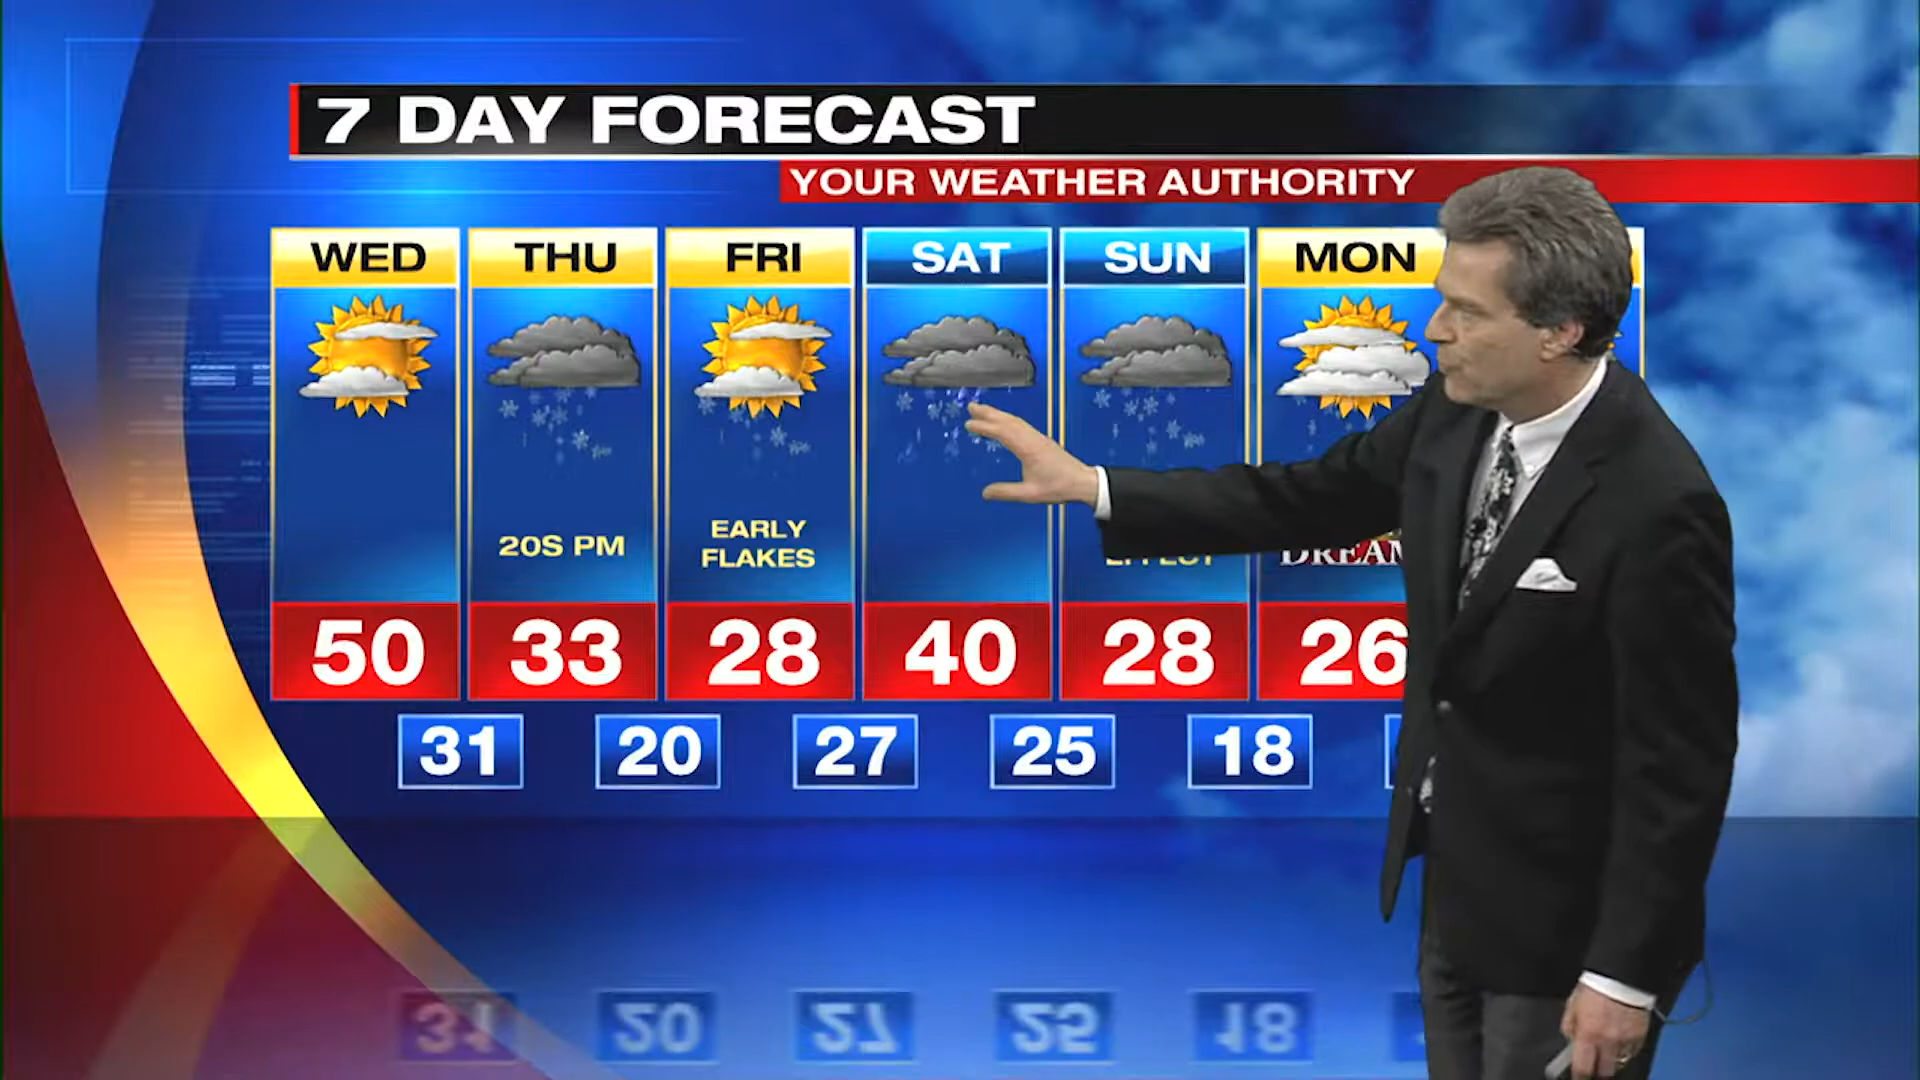 7 DAY FORECAST
YOUR WEATHER AUTHORITY
WED THU FRI SAT SUN MON
20S PM
EARLY
FLAKES
50 33 28 40 28 26
31 20 27 25 18